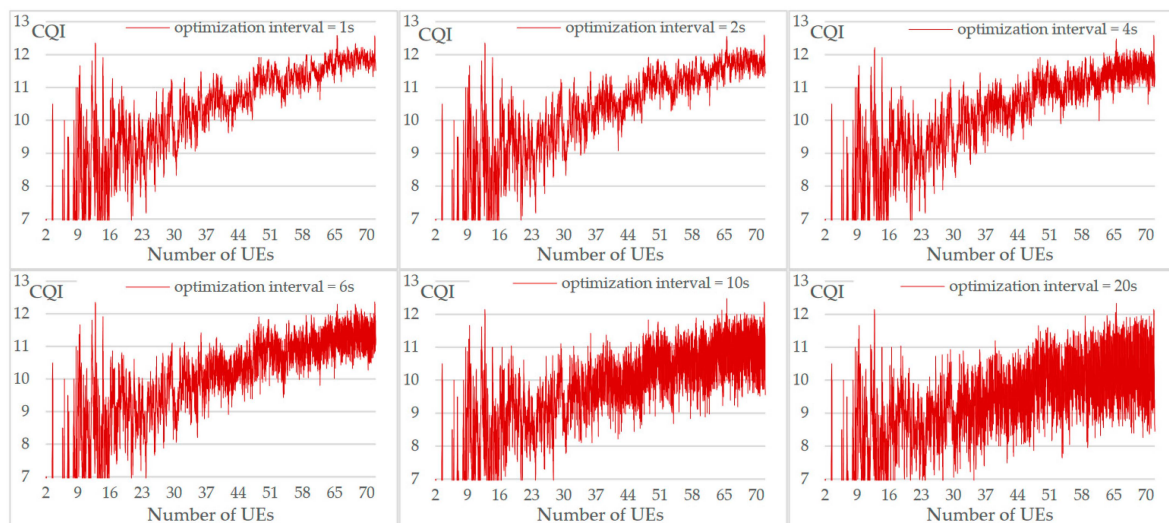 13 CQI optimization interval = 1s
12
11
10
9
8
7
2 9 16 23 30 37 44 51 58 65 70
Number of UEs
13 CQI optimization interval = 2s
12
11
10
9
8
7
2 9 16 23 30 37 44 51 58 65 70
Number of UEs
13 CQI optimization interval = 4s
12
11
10
9
8
7
2 9 16 23 30 37 44 51 58 65 70
Number of UEs
13 CQI optimization interval = 6s
12
11
10
9
8
7
2 9 16 23 30 37 44 51 58 65 70
Number of UEs
13 CQI optimization interval = 10s
12
11
10
9
8
7
2 9 16 23 30 37 44 51 58 65 70
Number of UEs
13 CQI optimization interval = 20s
12
11
10
9
8
7
2 9 16 23 30 37 44 51 58 65 70
Number of UEs